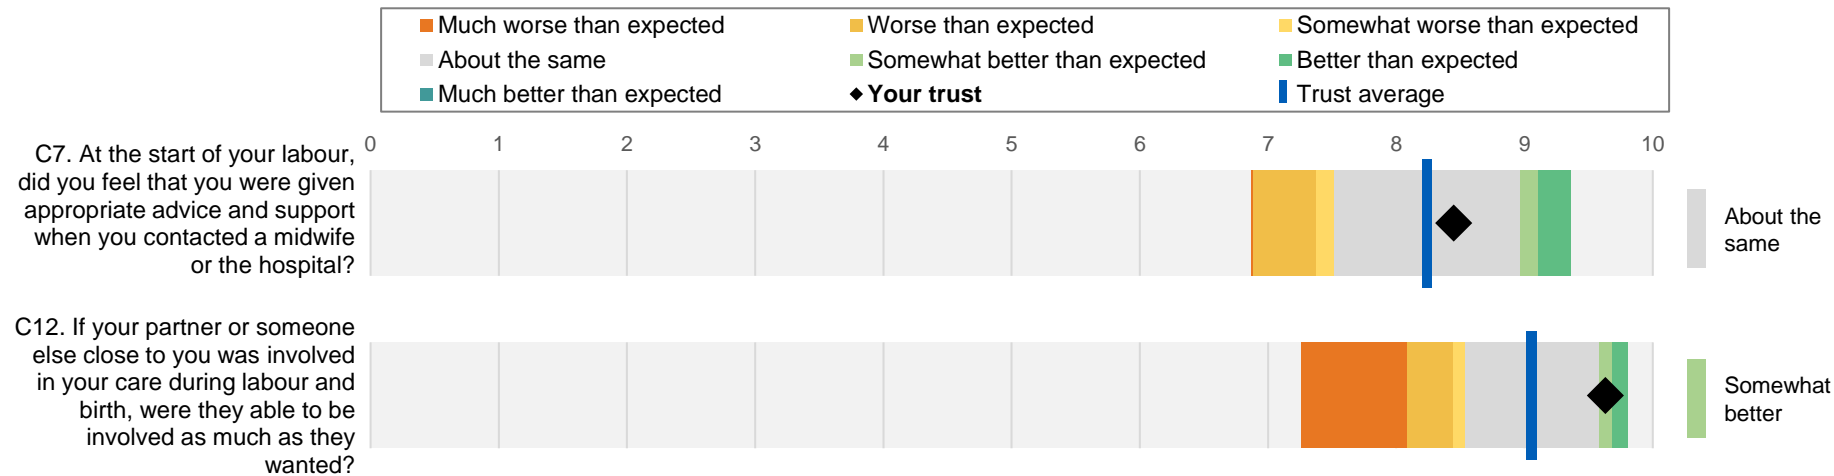 Much worse than expected
Worse than expected
Somewhat worse than expected
About the same
Somewhat better than expected
Better than expected
Much better than expected
Your trust
Trust average
0 1 2 3 4 5 6 7 8 9 10
C7. At the start of your labour,
did you feel that you were given
appropriate advice and support
when you contacted a midwife
or the hospital?
About the
same
C12. If your partner or someone
else close to you was involved
in your care during labour and
birth, were they able to be
involved as much as they
wanted?
Somewhat
better